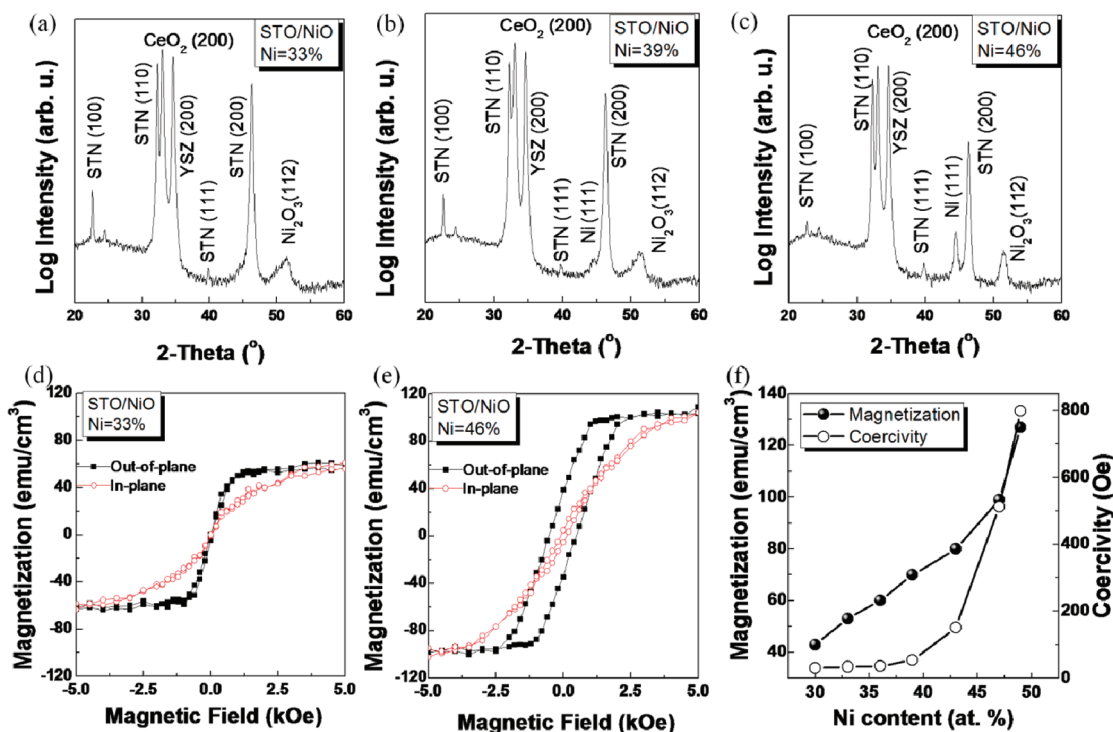 (a)
CeO2 (200)
STO/NiO
Ni=33%
STN (100)
STN (110)
YSZ (200)
STN (111)
STN (200)
Ni2O3(112)
Log Intensity (arb. u.)
20 30 40 50 60
2-Theta (°)
(b)
CeO2 (200)
STO/NiO
Ni=39%
STN (100)
STN (110)
YSZ (200)
STN (111)
Ni (111)
STN (200)
Ni2O3(112)
Log Intensity (arb. u.)
20 30 40 50 60
2-Theta (°)
(c)
CeO2 (200)
STO/NiO
Ni=46%
STN (100)
STN (110)
YSZ (200)
STN (111)
Ni (111)
STN (200)
Ni2O3(112)
Log Intensity (arb. u.)
20 30 40 50 60
2-Theta (°)
(d)
STO/NiO
Ni=33%
Out-of-plane
In-plane
Magnetization (emu/cm3)
120
80
40
0
-40
-80
-120
-5.0 -2.5 0.0 2.5 5.0
Magnetic Field (kOe)
(e)
STO/NiO
Ni=46%
Out-of-plane
In-plane
Magnetization (emu/cm3)
120
80
40
0
-40
-80
-120
-5.0 -2.5 0.0 2.5 5.0
Magnetic Field (kOe)
(f)
Magnetization
Coercivity
Magnetization (emu/cm3)
140
120
100
80
60
40
800
600
400
200
0
Coercivity (Oe)
30 35 40 45 50
Ni content (at. %)